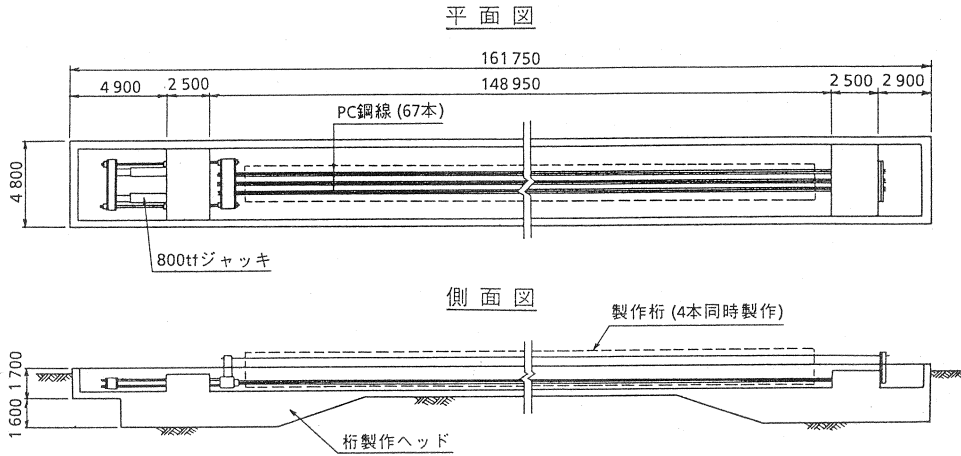 平面図
161 750
4 900
2 500
148 950
2 500
2 900
PC鋼線 (67本)
4 800
800tfジャッキ
側面図
製作桁 (4本同時製作)
1 700
1 600
桁製作ヘッド